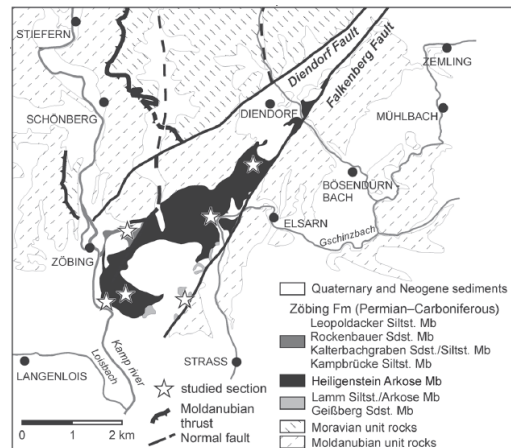 STIEFERN
SCHÖNBERG
ZÖBING
LANGENLOIS
Diendorf Fault
Falkenberg Fault
DIENDORF
ZEMLING
MÜHLBACH
BÖSENDÜRN
BACH
ELSARN
Gschinzbach
Loisbach
Kamp river
STRASS
0 1 2 km
studied section
Moldanubian
thrust
Normal fault
Quaternary and Neogene sediments
Zöbing Fm (Permian–Carboniferous)
Leopoldacker Siltst. Mb
Rockenbauer Sdst. Mb
Kalterbachgraben Sdst./Siltst. Mb
Kampbrücke Siltst. Mb
Heiligenstein Arkose Mb
Lamm Siltst./Arkose Mb
Geißberg Sdst. Mb
Moravian unit rocks
Moldanubian unit rocks